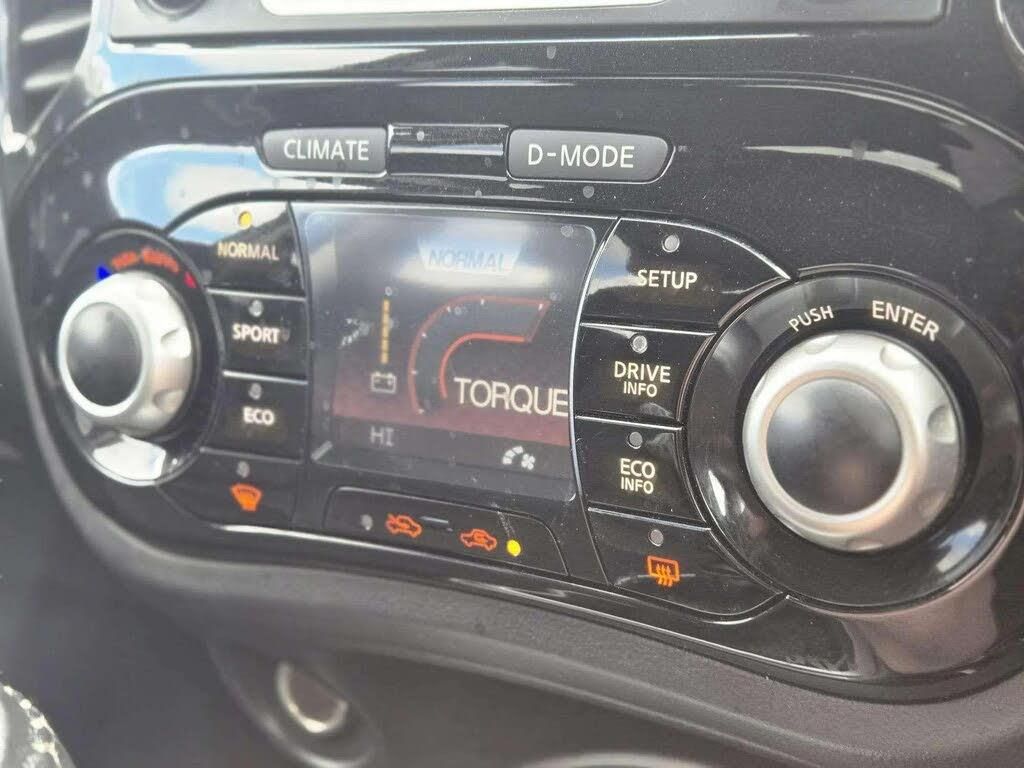 CLIMATE
D-MODE
NORMAL
SPORT
ECO
NORMAL
TORQUE
HI
SETUP
DRIVE
INFO
ECO
INFO
PUSH ENTER